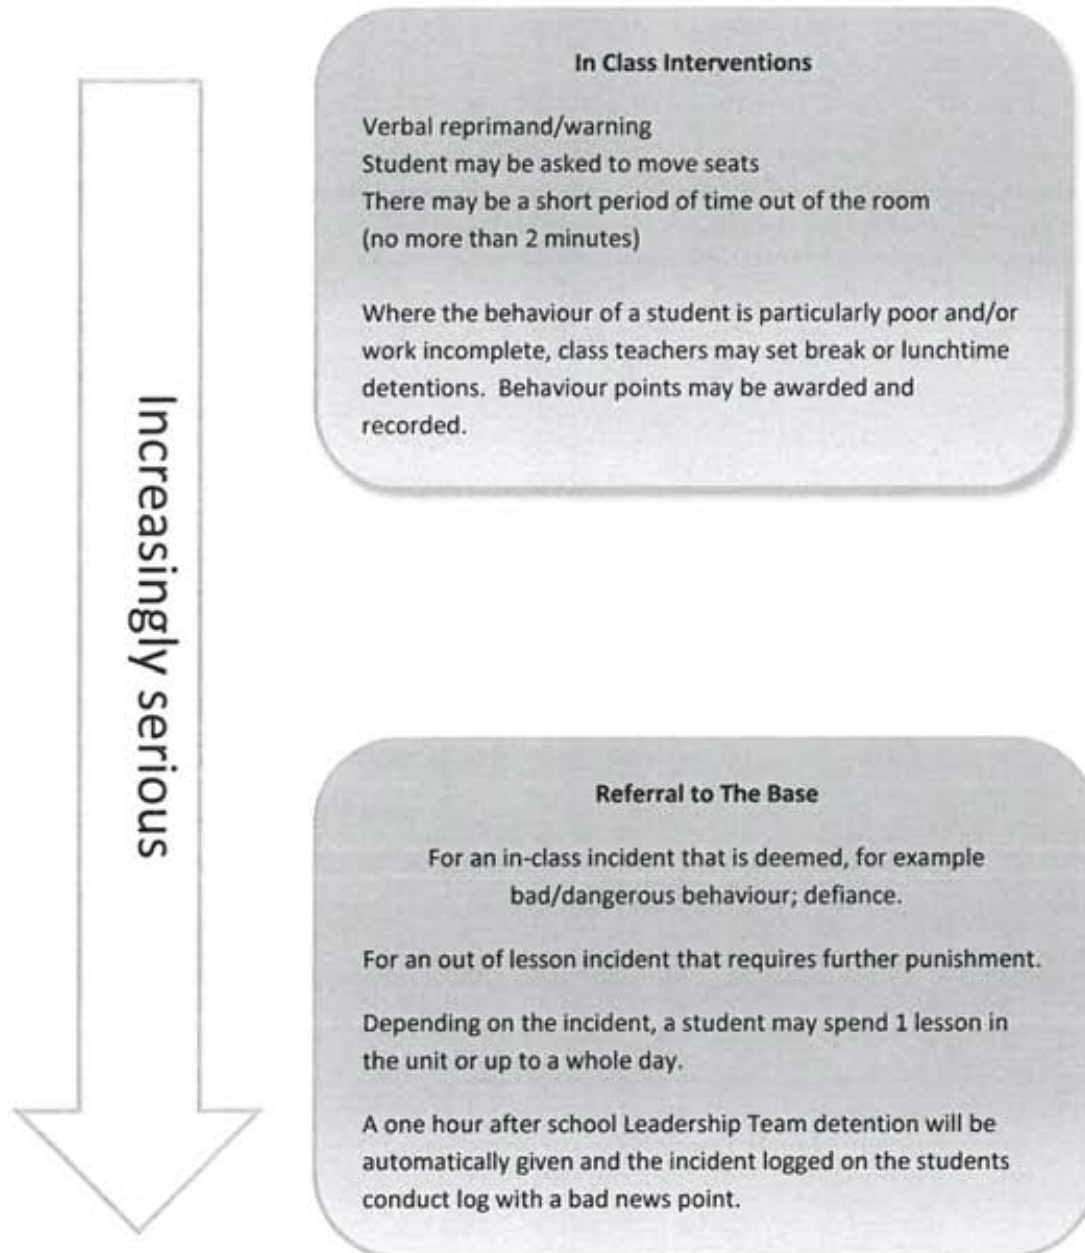 In Class Interventions
Verbal reprimand/warning
Student may be asked to move seats
There may be a short period of time out of the room
(no more than 2 minutes)
Where the behaviour of a student is particularly poor and/or
work incomplete, class teachers may set break or lunchtime
detentions.  Behaviour points may be awarded and
recorded.
Increasingly serious
Referral to The Base
For an in-class incident that is deemed, for example
bad/dangerous behaviour; defiance.
For an out of lesson incident that requires further punishment.
Depending on the incident, a student may spend 1 lesson in
the unit or up to a whole day.
A one hour after school Leadership Team detention will be
automatically given and the incident logged on the students
conduct log with a bad news point.